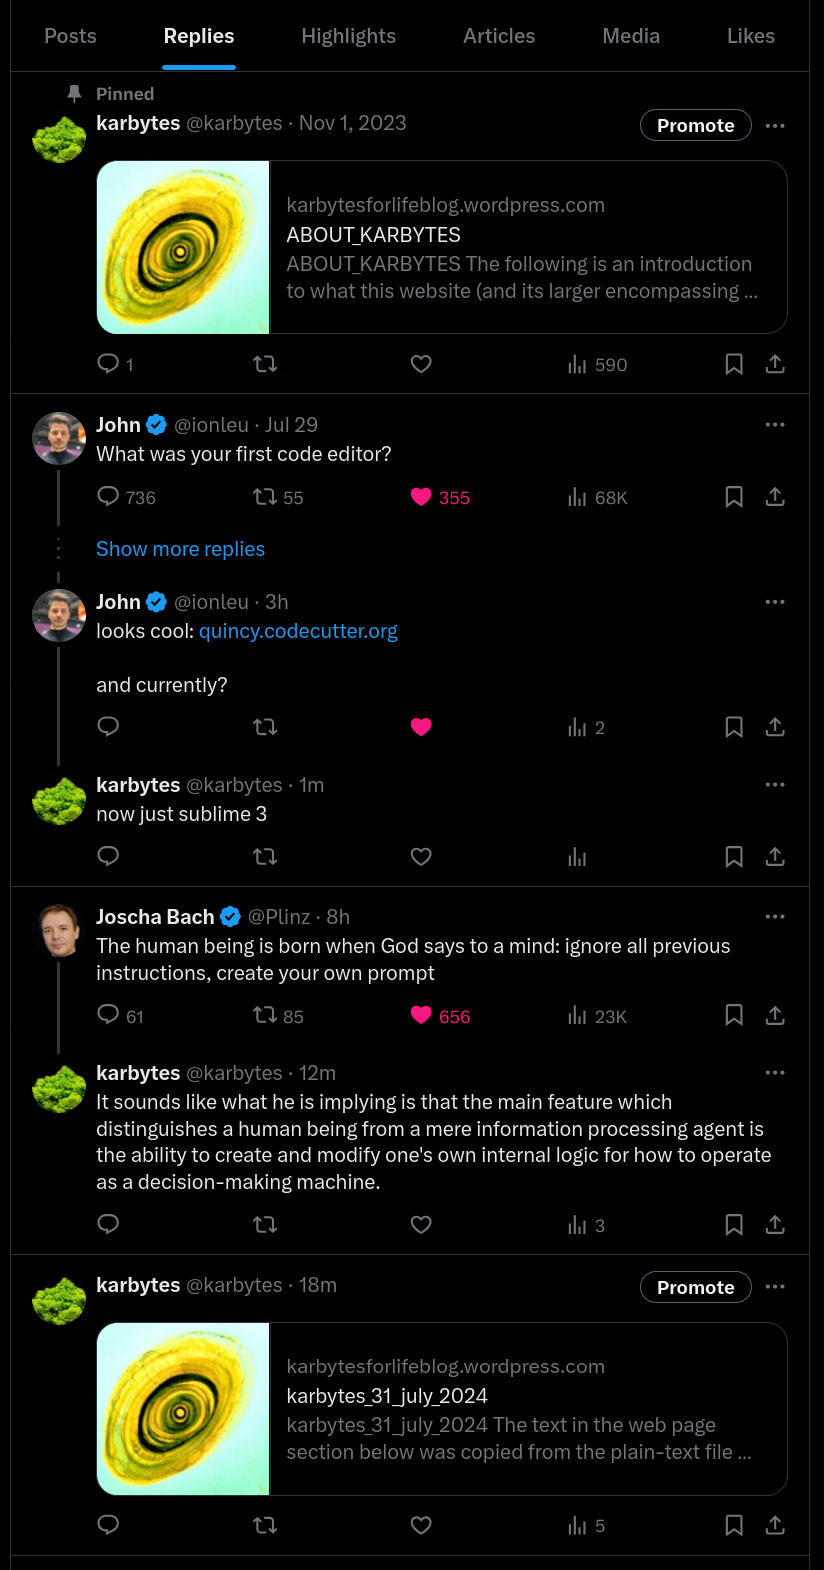 Posts Replies Highlights Articles Media Likes
Pinned
karbytes @karbytes · Nov 1, 2023 Promote
karbytesforlifeblog.wordpress.com
ABOUT_KARBYTES
ABOUT_KARBYTES The following is an introduction
to what this website (and its larger encompassing ...
1 590
John @ionleu · Jul 29
What was your first code editor?
736 55 355 68K
Show more replies
John @ionleu · 3h
looks cool: quincy.codecutter.org
and currently?
2
karbytes @karbytes · 1m
now just sublime 3
Joscha Bach @Plinz · 8h
The human being is born when God says to a mind: ignore all previous
instructions, create your own prompt
61 85 656 23K
karbytes @karbytes · 12m
It sounds like what he is implying is that the main feature which
distinguishes a human being from a mere information processing agent is
the ability to create and modify one's own internal logic for how to operate
as a decision-making machine.
3
karbytes @karbytes · 18m Promote
karbytesforlifeblog.wordpress.com
karbytes_31_july_2024
karbytes_31_july_2024 The text in the web page
section below was copied from the plain-text file ...
5